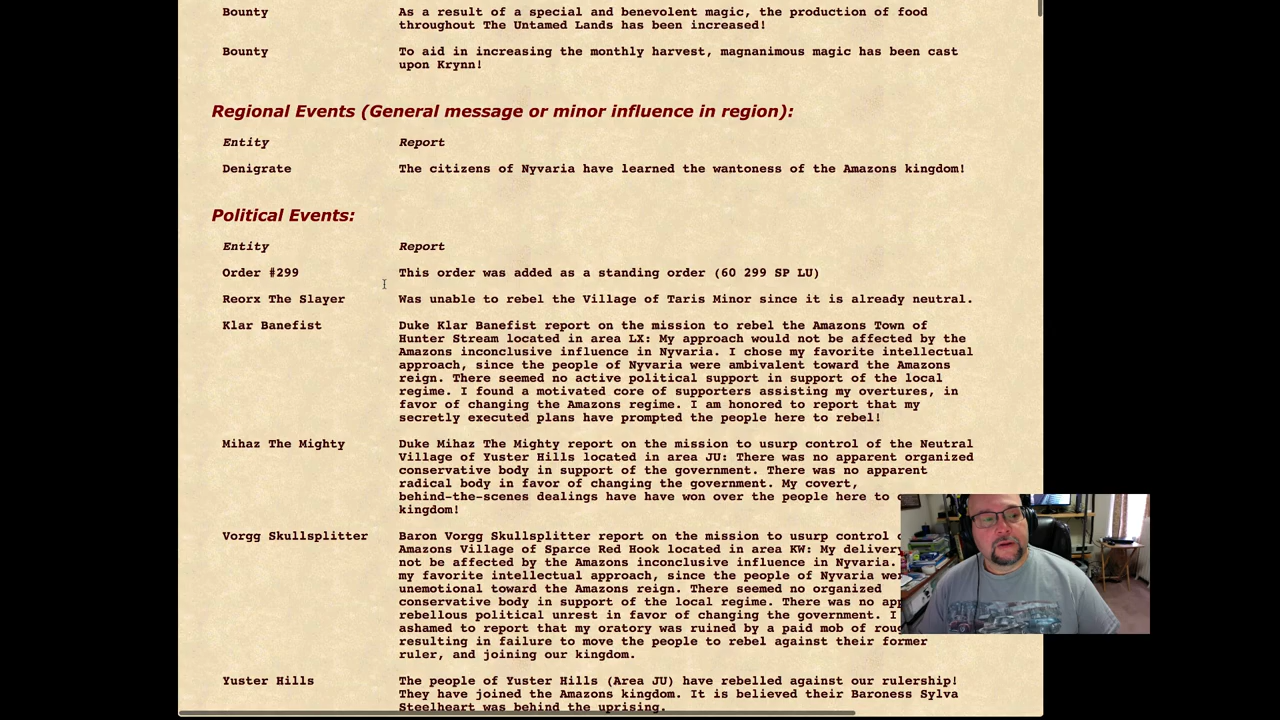 Bounty As a result of a special and benevolent magic, the production of food
throughout The Untamed Lands has been increased!
Bounty To aid in increasing the monthly harvest, magnanimous magic has been cast
upon Krynn!
Regional Events (General message or minor influence in region):
Entity Report
Denigrate The citizens of Nyvaria have learned the wantoness of the Amazons kingdom!
Political Events:
Entity Report
Order #299 This order was added as a standing order (60 299 SP LU)
Reorx The Slayer Was unable to rebel the Village of Taris Minor since it is already neutral.
Klar Banefist Duke Klar Banefist report on the mission to rebel the Amazons Town of
Hunter Stream located in area LX: My approach would not be affected by the
Amazons inconclusive influence in Nyvaria. I chose my favorite intellectual
approach, since the people of Nyvaria were ambivalent toward the Amazons
reign. There seemed no active political support in support of the local
regime. I found a motivated core of supporters assisting my overtures, in
favor of changing the Amazons regime. I am honored to report that my
secretly executed plans have prompted the people here to rebel!
Mihaz The Mighty Duke Mihaz The Mighty report on the mission to usurp control of the Neutral
Village of Yuster Hills located in area JU: There was no apparent organized
conservative body in support of the government. There was no apparent
radical body in favor of changing the government. My covert,
behind-the-scenes dealings have have won over the people here to
kingdom!
Vorgg Skullsplitter Baron Vorgg Skullsplitter report on the mission to usurp control
Amazons Village of Sparce Red Hook located in area KW: My delivery
not be affected by the Amazons inconclusive influence in Nyvaria.
my favorite intellectual approach, since the people of Nyvaria
unemotional toward the Amazons reign. There seemed no organized
conservative body in support of the local regime. There was no
rebellous political unrest in favor of changing the government. I
ashamed to report that my oratory was ruined by a paid mob of
resulting in failure to move the people to rebel against their former
ruler, and joining our kingdom.
Yuster Hills The people of Yuster Hills (Area JU) have rebelled against our rulership!
They have joined the Amazons kingdom. It is believed their Baroness Sylva
Steelheart was behind the uprising.